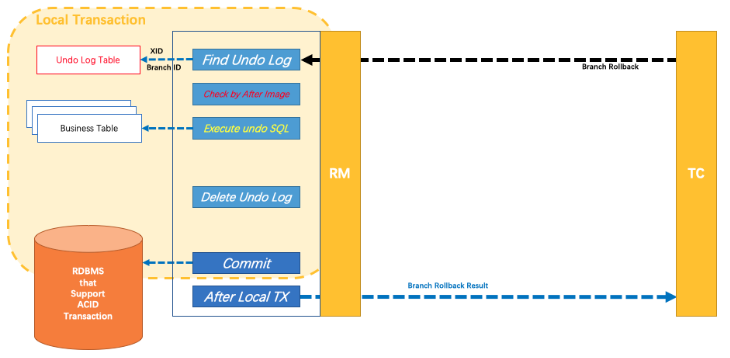 Local Transaction
XID
Undo Log Table
Branch ID
Find Undo Log
Branch Rollback
Check by After Image
Business Table
Execute undo SQL
RM
TC
Delete Undo Log
Commit
RDBMS
that
Support
ACID
Transaction
After Local TX
Branch Rollback Result